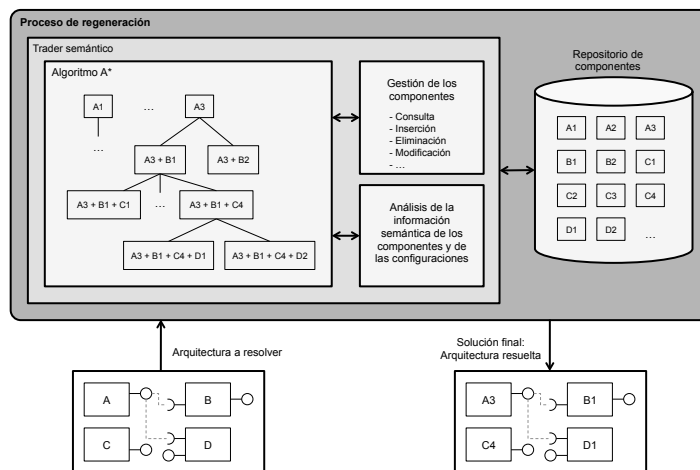 Proceso de regeneración
Trader semántico
Algoritmo A*
A1
...
A3
...
A3 + B1
A3 + B2
A3 + B1 + C1
...
A3 + B1 + C4
A3 + B1 + C4 + D1
A3 + B1 + C4 + D2
Gestión de los
componentes
- Consulta
- Inserción
- Eliminación
- Modificación
- ...
Análisis de la
información
semántica de los
componentes y de
las configuraciones
Repositorio de
componentes
A1
A2
A3
B1
B2
C1
C2
C3
C4
D1
D2
...
Arquitectura a resolver
Solución final:
Arquitectura resuelta
A
B
C
D
A3
B1
C4
D1